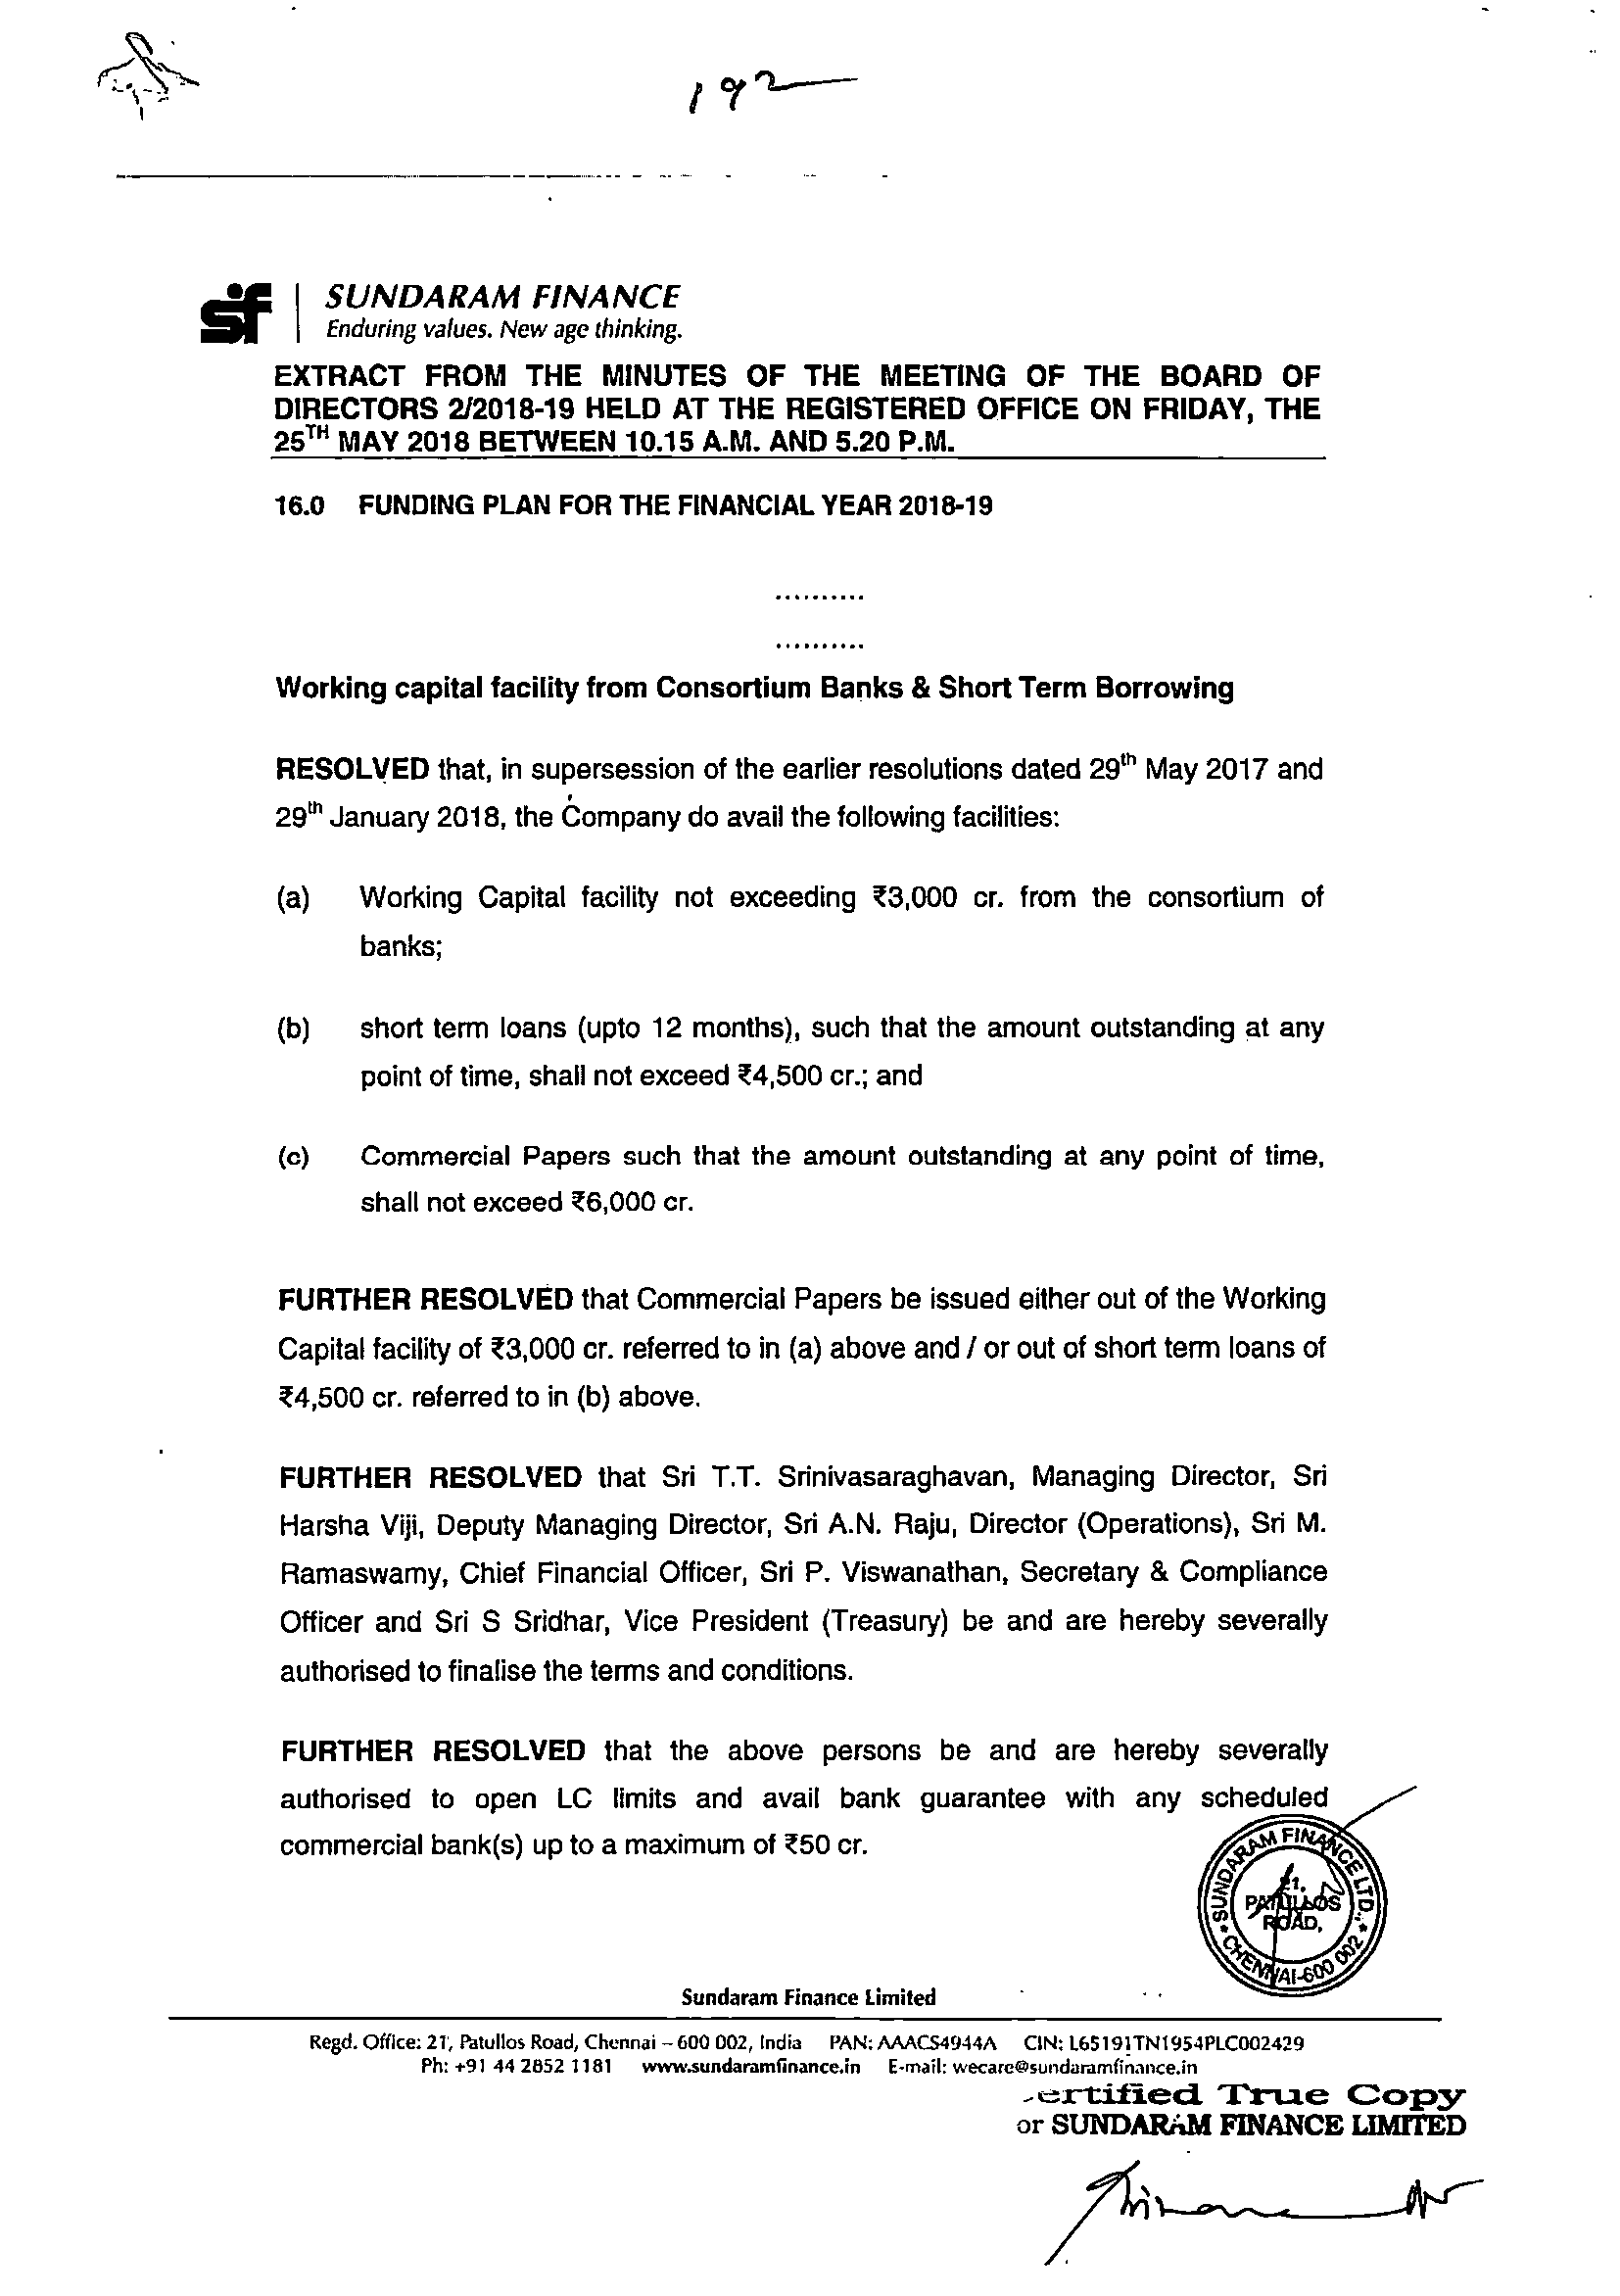 192
sf
SUNDARAM FINANCE
Enduring values. New age thinking.
EXTRACT FROM THE MINUTES OF THE MEETING OF THE BOARD OF
DIRECTORS 2/2018-19 HELD AT THE REGISTERED OFFICE ON FRIDAY, THE
25TH MAY 2018 BETWEEN 10.15 A.M. AND 5.20 P.M.
16.0 FUNDING PLAN FOR THE FINANCIAL YEAR 2018-19
..........
..........
Working capital facility from Consortium Banks & Short Term Borrowing
RESOLVED that, in supersession of the earlier resolutions dated 29th May 2017 and
29th January 2018, the Company do avail the following facilities:
(a) Working Capital facility not exceeding ₹3,000 cr. from the consortium of
banks;
(b) short term loans (upto 12 months), such that the amount outstanding at any
point of time, shall not exceed ₹4,500 cr.; and
(c) Commercial Papers such that the amount outstanding at any point of time,
shall not exceed ₹6,000 cr.
FURTHER RESOLVED that Commercial Papers be issued either out of the Working
Capital facility of ₹3,000 cr. referred to in (a) above and / or out of short term loans of
₹4,500 cr. referred to in (b) above.
FURTHER RESOLVED that Sri T.T. Srinivasaraghavan, Managing Director, Sri
Harsha Viji, Deputy Managing Director, Sri A.N. Raju, Director (Operations), Sri M.
Ramaswamy, Chief Financial Officer, Sri P. Viswanathan, Secretary & Compliance
Officer and Sri S Sridhar, Vice President (Treasury) be and are hereby severally
authorised to finalise the terms and conditions.
FURTHER RESOLVED that the above persons be and are hereby severally
authorised to open LC limits and avail bank guarantee with any scheduled
commercial bank(s) up to a maximum of ₹50 cr.
SUNDARAM FINANCE LTD.,
21,
PATULLOS
ROAD,
* CHENNAI-600 002 *
Sundaram Finance Limited
Regd. Office: 21, Patullos Road, Chennai – 600 002, India PAN: AAACS4944A CIN: L65191TN1954PLC002429
Ph: +91 44 2852 1181 www.sundaramfinance.in E-mail: wecare@sundaramfinance.in
ertified True Copy
or SUNDARAM FINANCE LIMITED